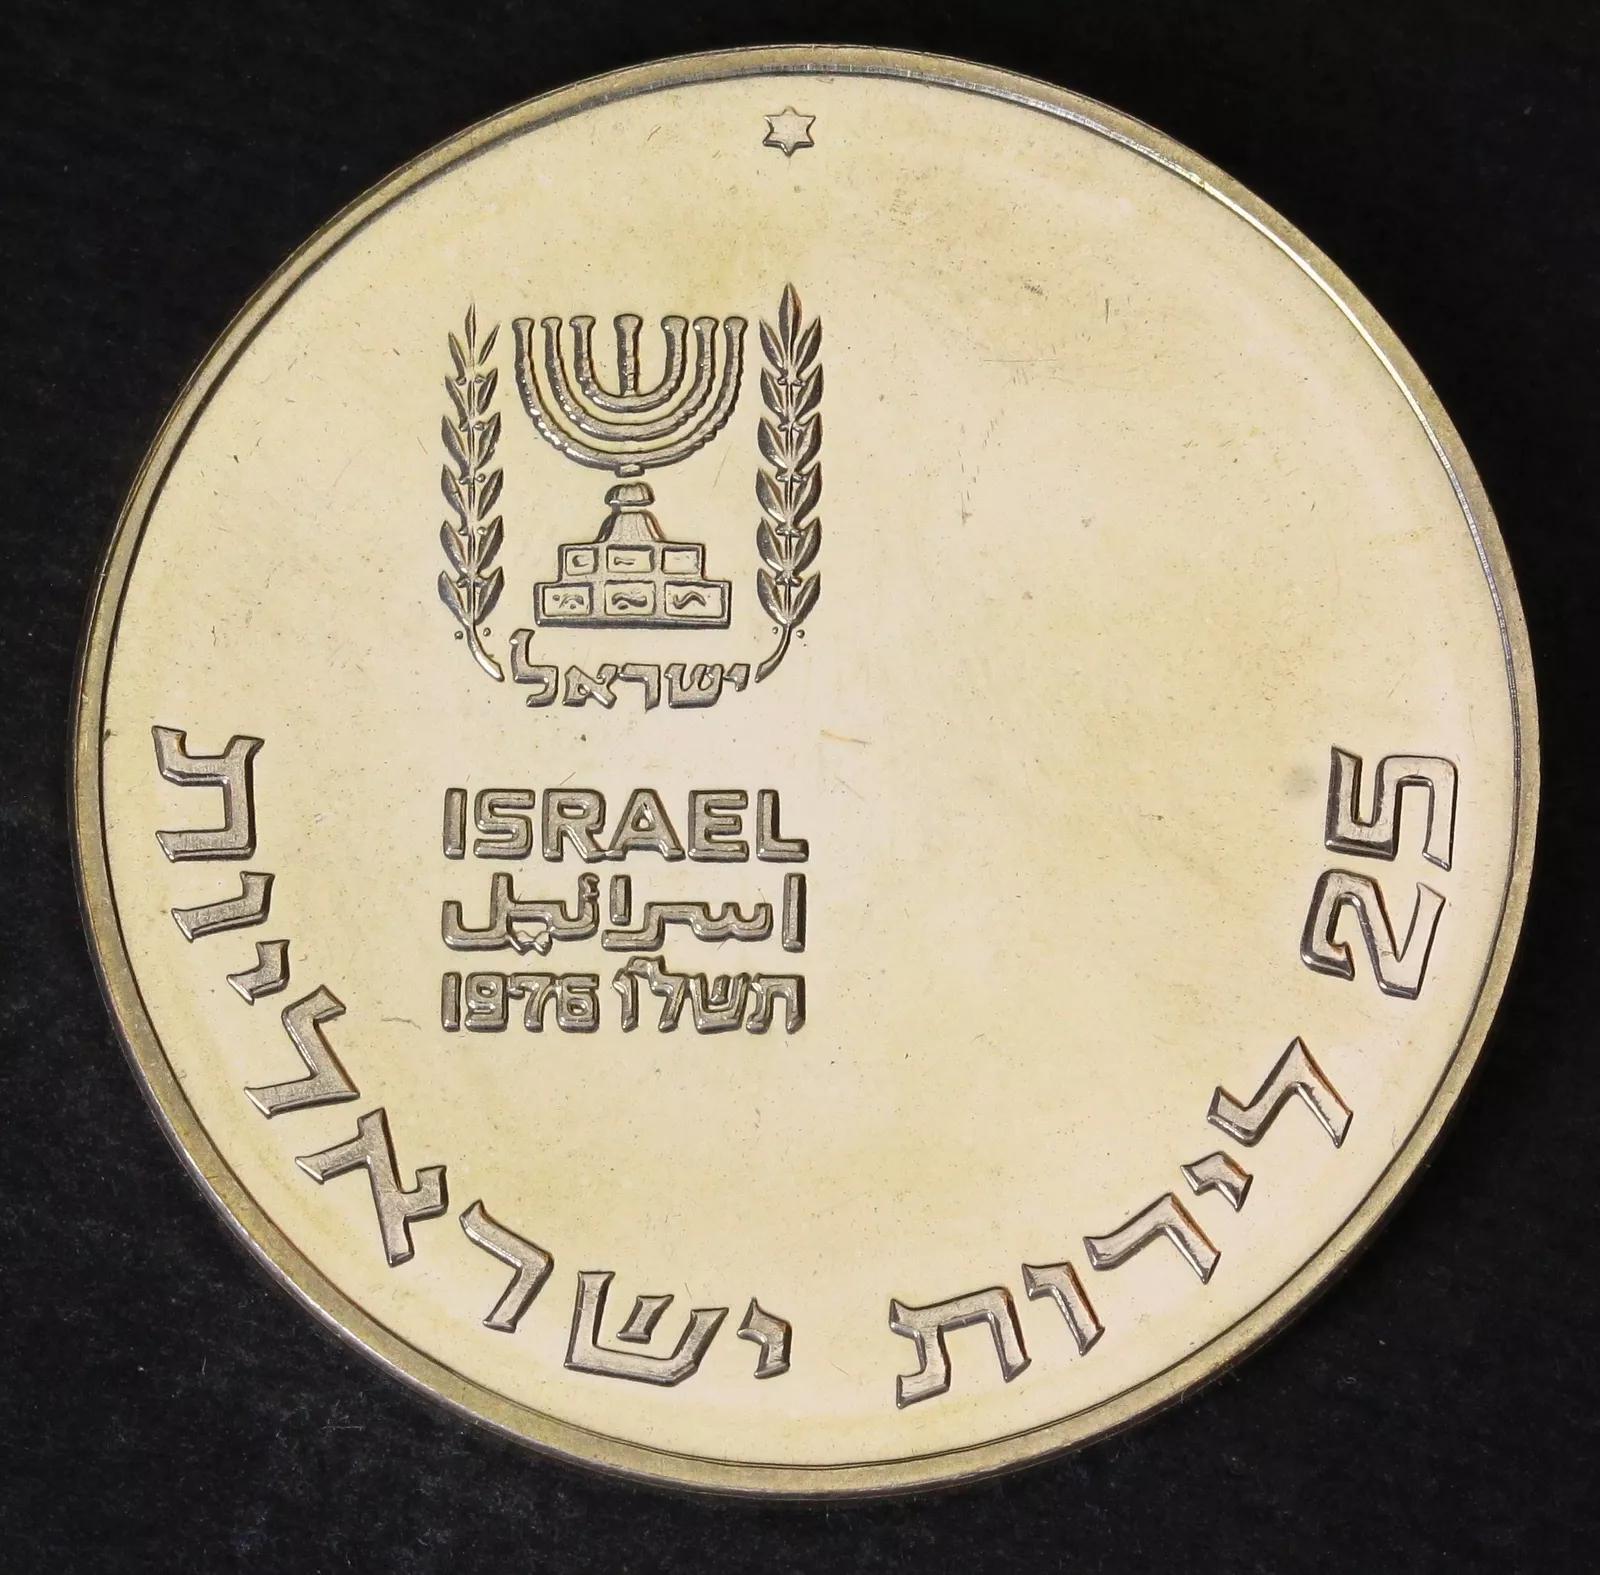 ישראל
ISRAEL
اسرائيل
1976 תשל"ו
25 לירות ישראליות